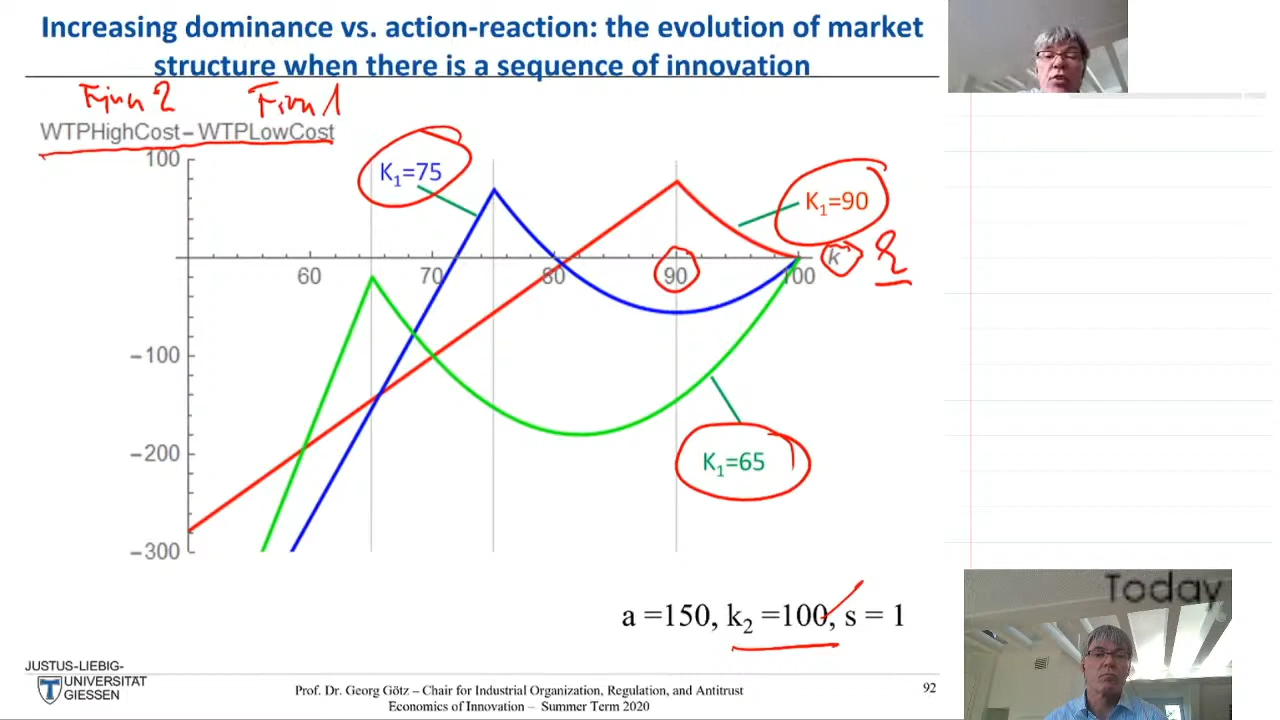 Increasing dominance vs. action-reaction: the evolution of market
structure when there is a sequence of innovation
Firm 2 Firm 1
WTPHighCost – WTPLowCost
100
K1=75
K1=90
60 70 80 90 100 k k
−100
−200
K1=65
−300
a =150, k2 =100, s = 1
Today
JUSTUS-LIEBIG-
UNIVERSITAT
GIESSEN
Prof. Dr. Georg Götz – Chair for Industrial Organization, Regulation, and Antitrust
Economics of Innovation – Summer Term 2020
92